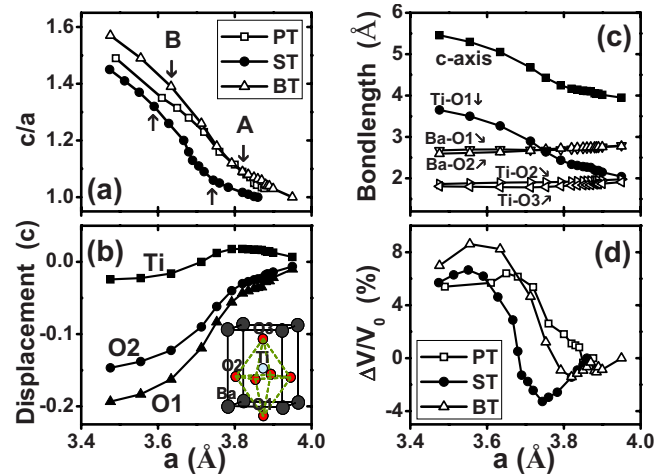 c/a
1.6
1.4
1.2
1.0
B
A
PT
ST
BT
(a)
Displacement (c)
0.0
-0.1
-0.2
Ti
O2
O1
(b)
O3
Ti
O2
Ba
O1
3.4 3.6 3.8 4.0
a (Å)
Bondlength (Å)
6
5
4
3
2
(c)
c-axis
Ti-O1↓
Ba-O1↘
Ba-O2↗
Ti-O2↘
Ti-O3↗
ΔV/V0 (%)
8
4
0
-4
(d)
PT
ST
BT
3.4 3.6 3.8 4.0
a (Å)